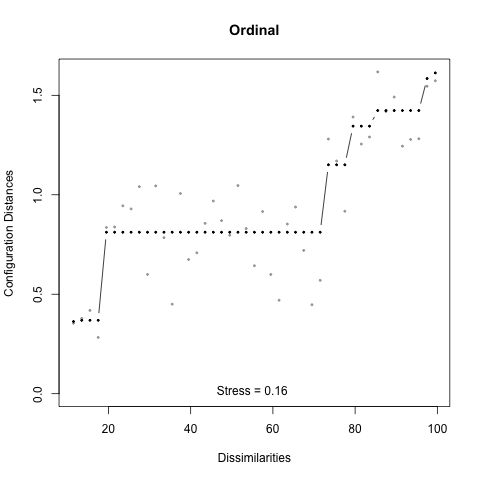 Ordinal
Configuration Distances
1.5
1.0
0.5
0.0
Stress = 0.16
20 40 60 80 100
Dissimilarities